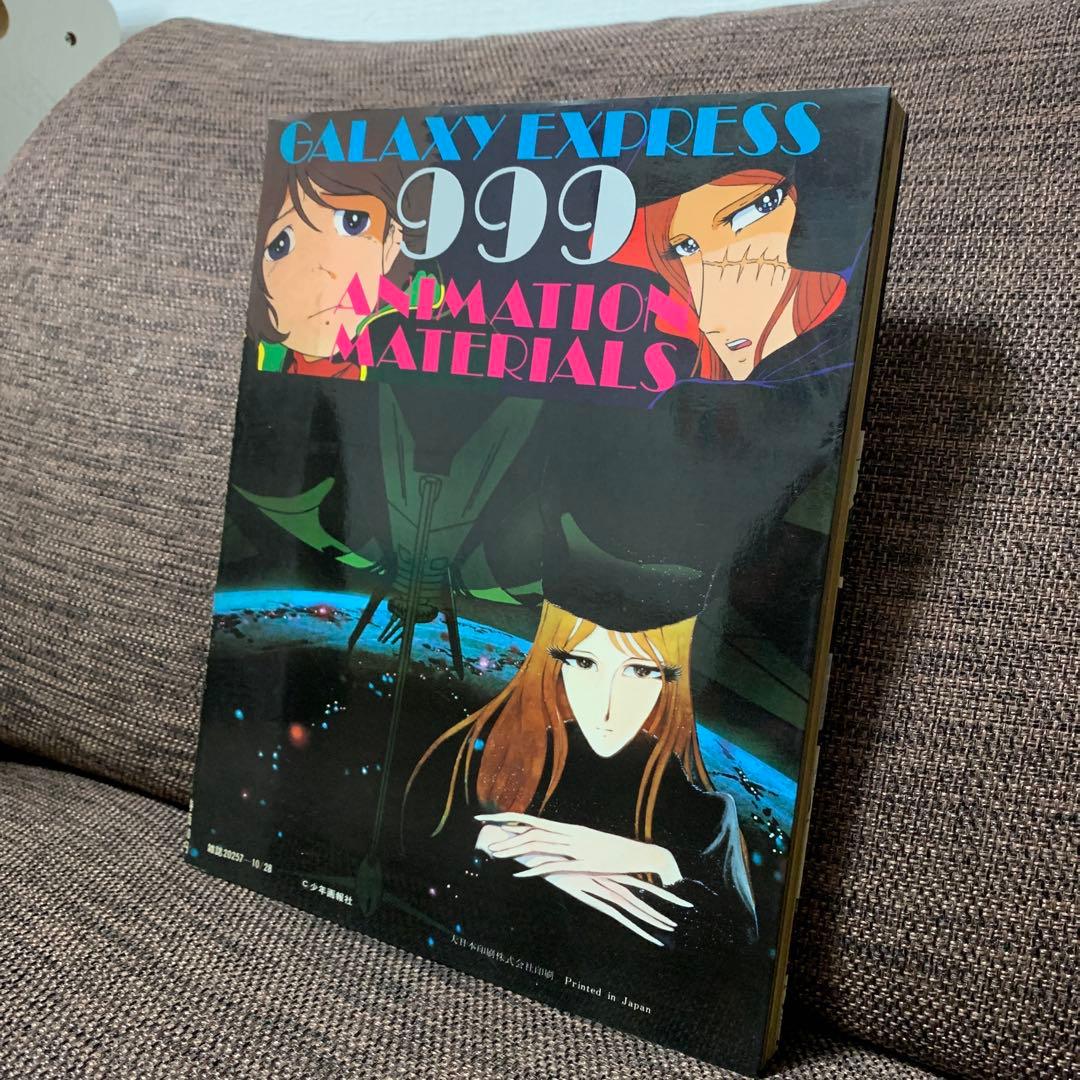 GALAXY EXPRESS
999
ANIMATION
MATERIALS
雑誌20257-10/28
©少年画報社
大日本印刷株式会社印刷 Printed in Japan